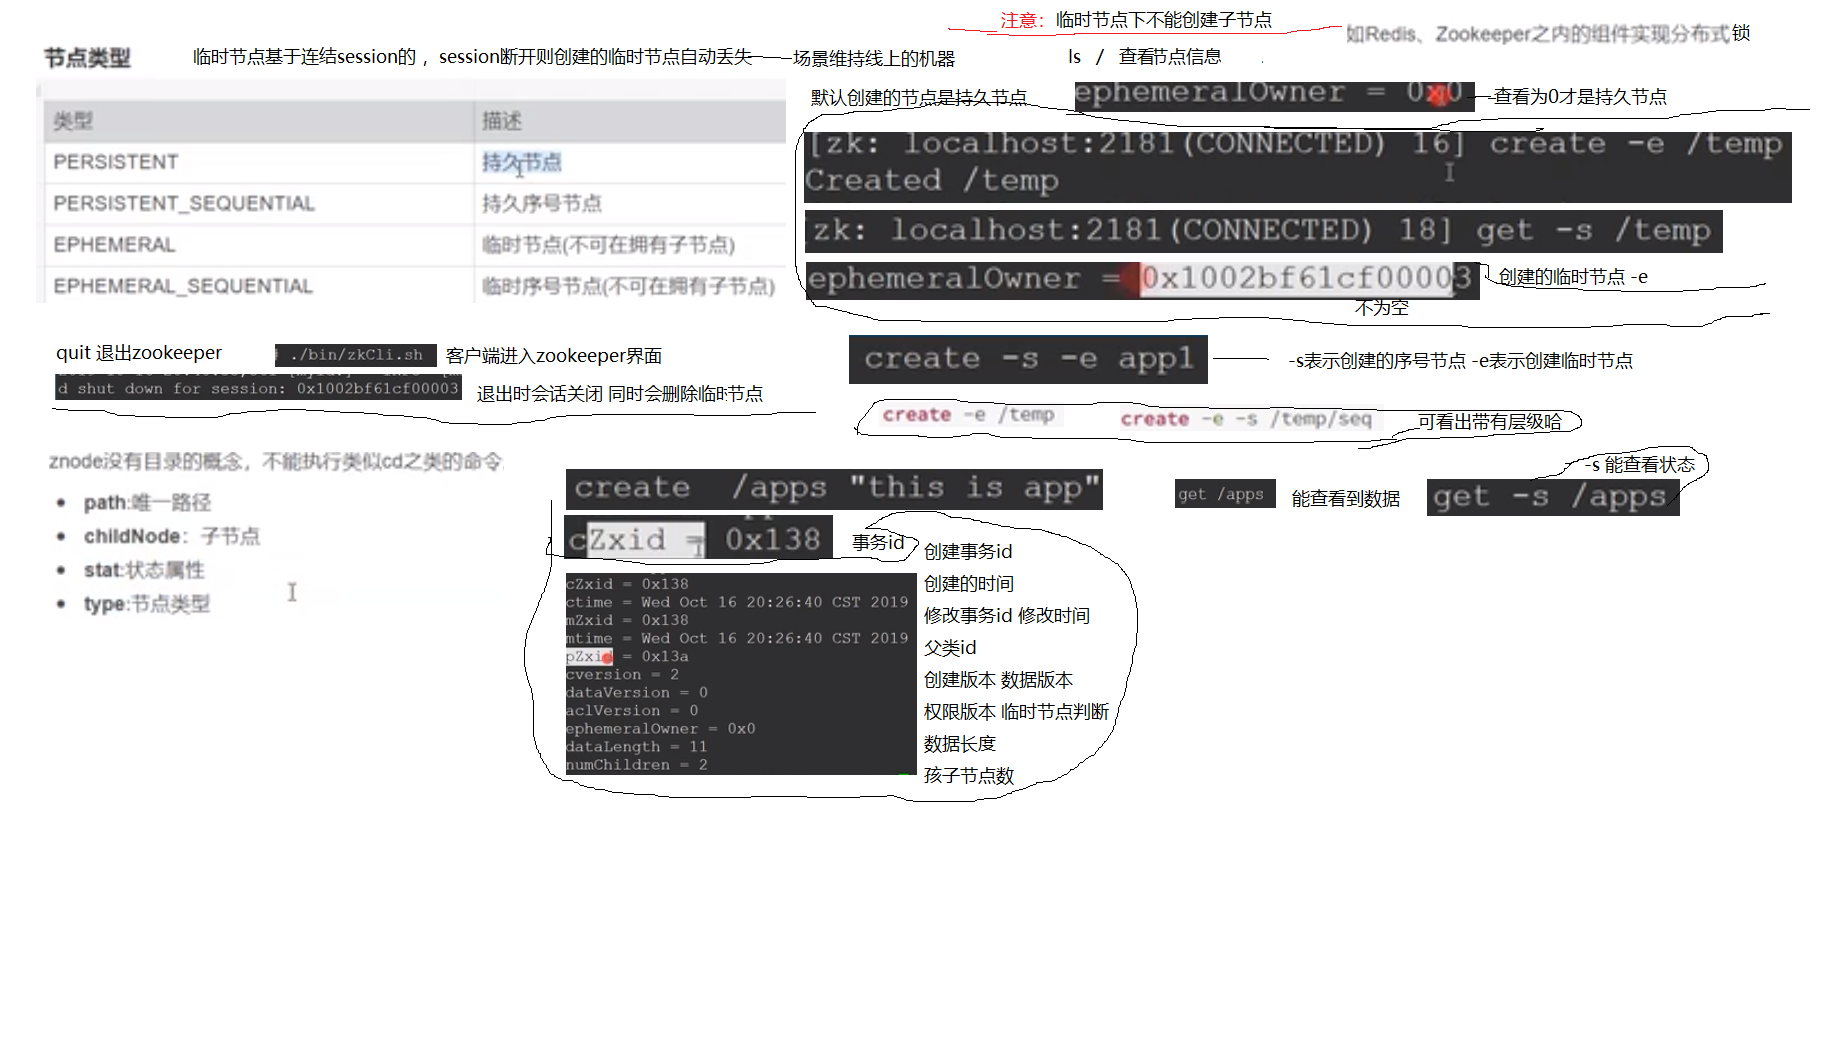 注意：临时节点下不能创建子节点
如Redis、Zookeeper之内的组件实现分布式锁
节点类型
临时节点基于连结session的，session断开则创建的临时节点自动丢失
场景维持线上的机器
ls / 查看节点信息
默认创建的节点是持久节点
ephemeralOwner = 0x0
查看为0才是持久节点
类型 描述
PERSISTENT 持久节点
PERSISTENT_SEQUENTIAL 持久序号节点
EPHEMERAL 临时节点(不可在拥有子节点)
EPHEMERAL_SEQUENTIAL 临时序号节点(不可在拥有子节点)
[zk: localhost:2181(CONNECTED) 16] create -e /temp
Created /temp
zk: localhost:2181(CONNECTED) 18] get -s /temp
ephemeralOwner = 0x1002bf61cf00003
创建的临时节点 -e
不为空
quit 退出zookeeper
./bin/zkCli.sh
客户端进入zookeeper界面
d shut down for session: 0x1002bf61cf00003
退出时会话关闭 同时会删除临时节点
create -s -e app1
-s表示创建的序号节点 -e表示创建临时节点
create -e /temp
create -e -s /temp/seq
可看出带有层级哈
znode没有目录的概念，不能执行类似cd之类的命令
path:唯一路径
childNode：子节点
stat:状态属性
type:节点类型
create /apps "this is app"
get /apps
能查看到数据
-s 能查看状态
get -s /apps
cZxid = 0x138
事务id
cZxid = 0x138
ctime = Wed Oct 16 20:26:40 CST 2019
mZxid = 0x138
mtime = Wed Oct 16 20:26:40 CST 2019
pZxid = 0x13a
cversion = 2
dataVersion = 0
aclVersion = 0
ephemeralOwner = 0x0
dataLength = 11
numChildren = 2
创建事务id
创建的时间
修改事务id 修改时间
父类id
创建版本 数据版本
权限版本 临时节点判断
数据长度
孩子节点数